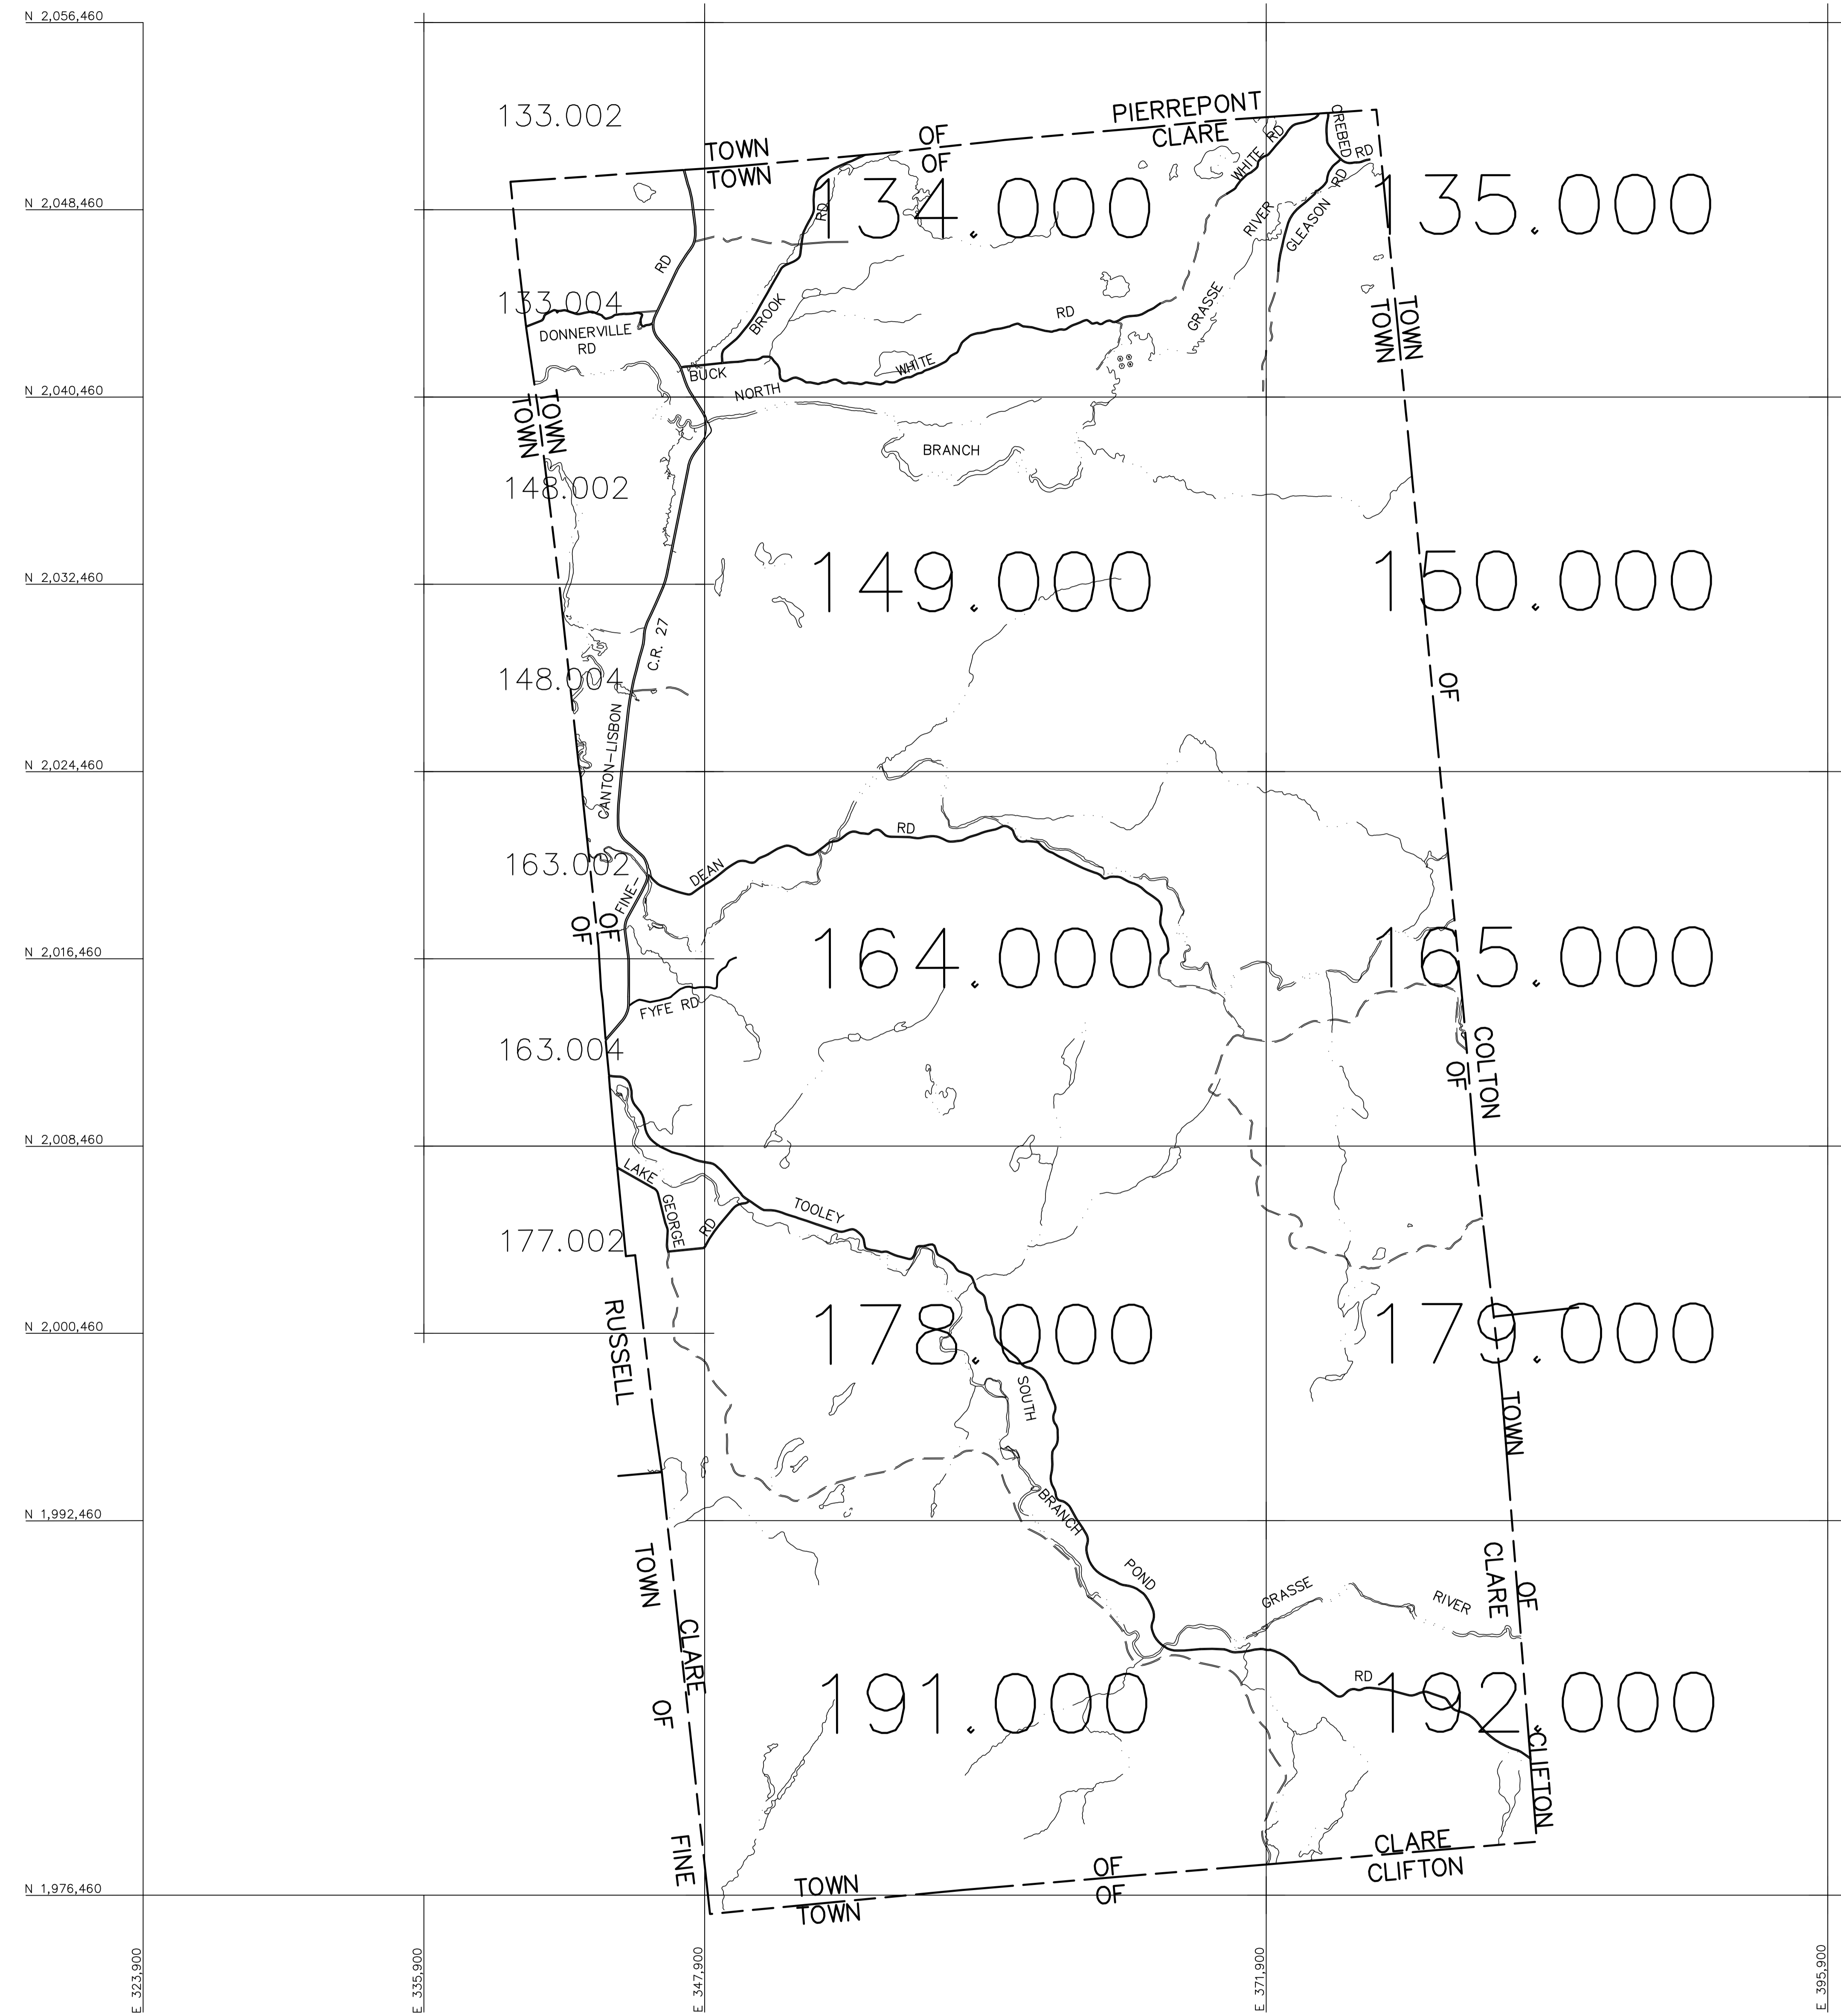 N 2,056,460
133.002
PIERREPONT
CLARE
TOWN OF
TOWN OF
CREBED
RD
WHITE RD
N 2,048,460
134.000
135.000
RD
RIVER
GLEASON RD
RD
133.004
DONNERVILLE
RD
BROOK
RD
GRASSE
TOWN
TOWN
BUCK
WHITE
NORTH
N 2,040,460
TOWN
TOWN
BRANCH
148.002
N 2,032,460
149.000
150.000
C.R. 27
148.004
OF
CANTON-LISBON
N 2,024,460
RD
163.002
DEAN
FINE-
OF
OF
N 2,016,460
164.000
165.000
FYFE RD
163.004
COLTON
OF
N 2,008,460
LAKE
GEORGE
RD
TOOLEY
177.002
N 2,000,460
178.000
179.000
RUSSELL
SOUTH
TOWN
N 1,992,460
BRANCH
TOWN
POND
GRASSE
RIVER
CLARE
OF
CLARE
OF
RD
191.000
192.000
CLIFTON
FINE
CLARE
CLIFTON
N 1,976,460
TOWN OF
TOWN OF
E 323,900
E 335,900
E 347,900
E 371,900
E 395,900